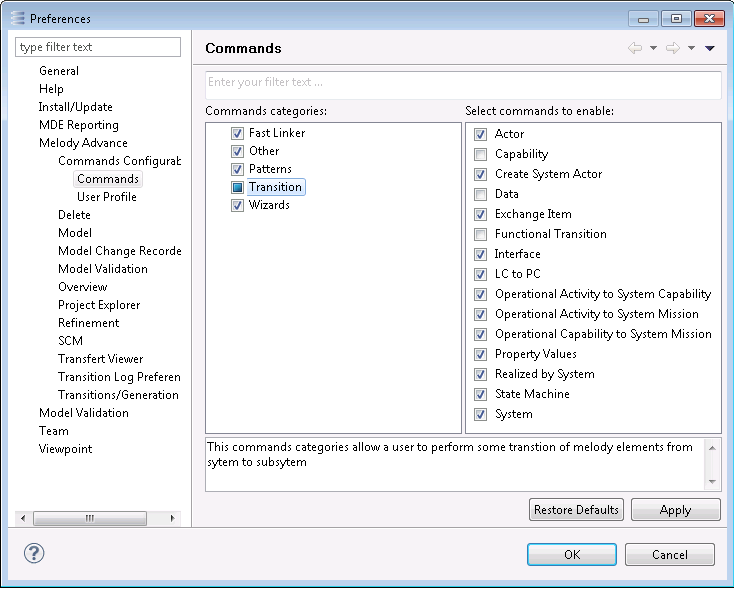 Preferences
type filter text
General
Help
Install/Update
MDE Reporting
Melody Advance
Commands Configurat
Commands
User Profile
Delete
Model
Model Change Recorde
Model Validation
Overview
Project Explorer
Refinement
SCM
Transfert Viewer
Transition Log Preferen
Transitions/Generation
Model Validation
Team
Viewpoint
Commands
Enter your filter text ...
Commands categories:
Fast Linker
Other
Patterns
Transition
Wizards
Select commands to enable:
Actor
Capability
Create System Actor
Data
Exchange Item
Functional Transition
Interface
LC to PC
Operational Activity to System Capability
Operational Activity to System Mission
Operational Capability to System Mission
Property Values
Realized by System
State Machine
System
This commands categories allow a user to perform some transtion of melody elements from
sytem to subsytem
Restore Defaults
Apply
?
OK
Cancel